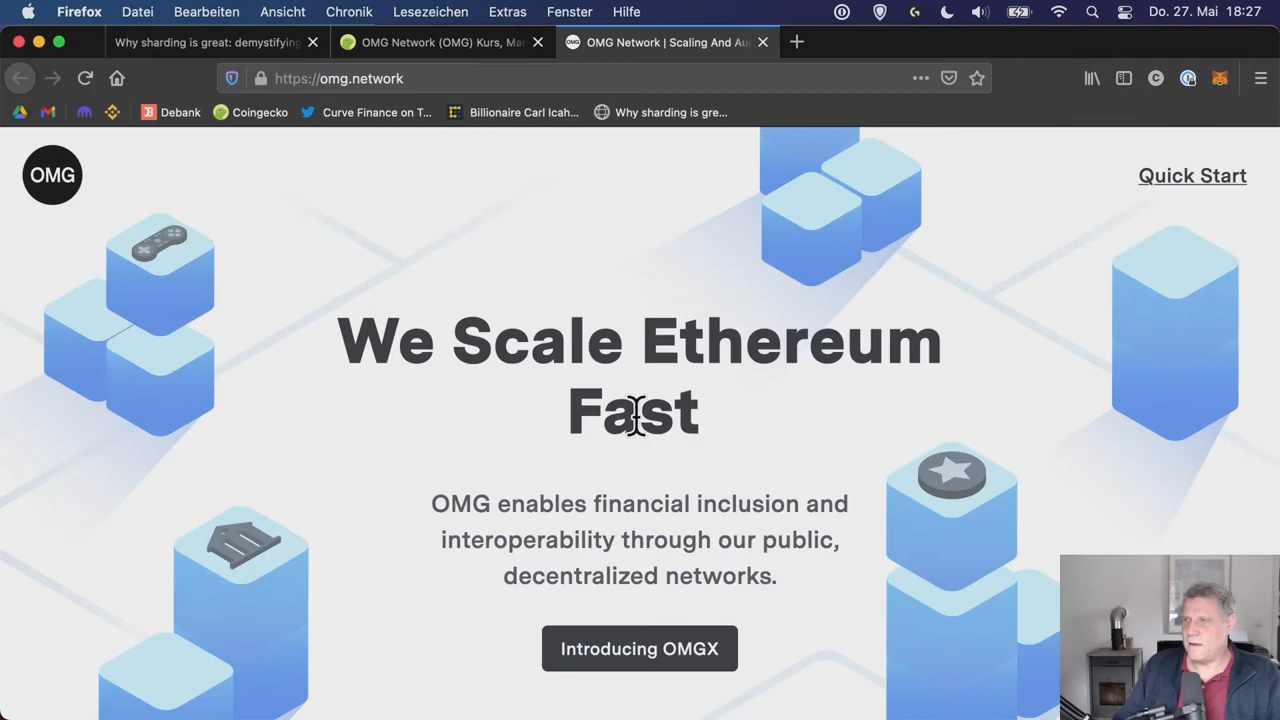 Firefox Datei Bearbeiten Ansicht Chronik Lesezeichen Extras Fenster Hilfe Do. 27. Mai 18:27
Why sharding is great: demystifying
OMG Network (OMG) Kurs, Mar
OMG Network | Scaling And Au
https://omg.network
Debank Coingecko Curve Finance on T... Billionaire Carl Icah... Why sharding is gre...
OMG
Quick Start
We Scale Ethereum
Fast
OMG enables financial inclusion and
interoperability through our public,
decentralized networks.
Introducing OMGX